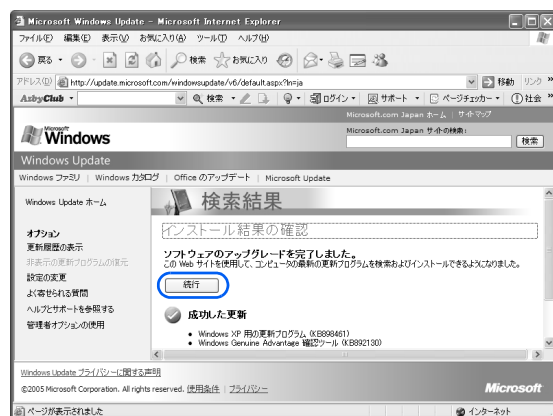 Microsoft Windows Update - Microsoft Internet Explorer
ファイル(F) 編集(E) 表示(V) お気に入り(A) ツール(T) ヘルプ(H)
戻る 検索 お気に入り
アドレス(D) http://update.microsoft.com/windowsupdate/v6/default.aspx?ln=ja 移動 リンク »
AzbyClub 検索 ログイン サポート ページチェッカー 社会 »
Microsoft.com Japan ホーム | サイトマップ
Microsoft Windows
Microsoft.com Japan サイトの検索:
検索
Windows Update
Windows ファミリ | Windows カタログ | Office のアップデート | Microsoft Update
Windows Update ホーム
オプション
更新履歴の表示
非表示の更新プログラムの復元
設定の変更
よく寄せられる質問
ヘルプとサポートを参照する
管理者オプションの使用
検索結果
インストール結果の確認
ソフトウェアのアップグレードを完了しました。
この Web サイトを使用して、コンピュータの最新の更新プログラムを検索およびインストールできるようになりました。
続行
成功した更新
• Windows XP 用の更新プログラム (KB898461)
• Windows Genuine Advantage 確認ツール (KB892130)
Windows Update プライバシーに関する声明
©2005 Microsoft Corporation. All rights reserved. 使用条件 | プライバシー
Microsoft
ページが表示されました
インターネット